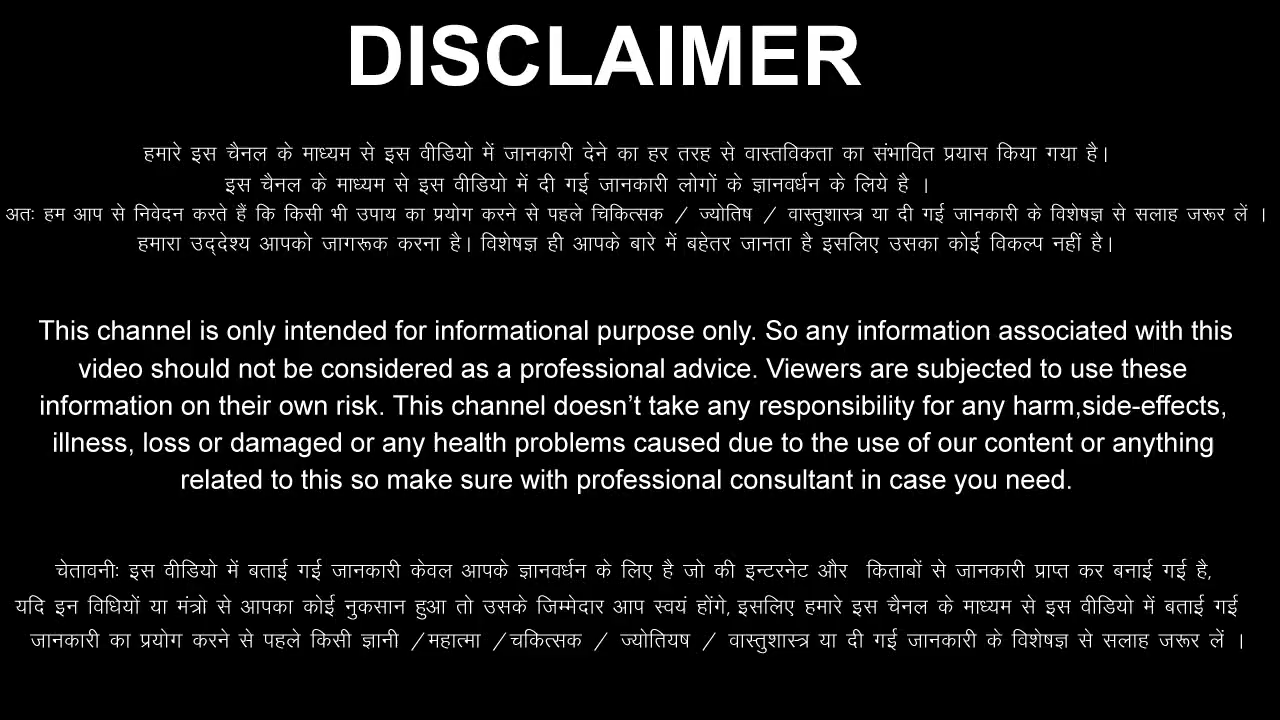 DISCLAIMER
हमारे इस चैनल के माध्यम से इस वीडियो में जानकारी देने का हर तरह से वास्तविकता का संभावित प्रयास किया गया है।
इस चैनल के माध्यम से इस वीडियो में दी गई जानकारी लोगों के ज्ञानवर्धन के लिये है ।
अतः हम आप से निवेदन करते हैं कि किसी भी उपाय का प्रयोग करने से पहले चिकित्सक / ज्योतिष / वास्तुशास्त्र या दी गई जानकारी के विशेषज्ञ से सलाह जरूर लें ।
हमारा उद्देश्य आपको जागरूक करना है। विशेषज्ञ ही आपके बारे में बहेतर जानता है इसलिए उसका कोई विकल्प नहीं है।
This channel is only intended for informational purpose only. So any information associated with this
video should not be considered as a professional advice. Viewers are subjected to use these
information on their own risk. This channel doesn’t take any responsibility for any harm,side-effects,
illness, loss or damaged or any health problems caused due to the use of our content or anything
related to this so make sure with professional consultant in case you need.
चेतावनीः इस वीडियो में बताई गई जानकारी केवल आपके ज्ञानवर्धन के लिए है जो की इन्टरनेट और किताबों से जानकारी प्राप्त कर बनाई गई है,
यदि इन विधियों या मंत्रो से आपका कोई नुकसान हुआ तो उसके जिम्मेदार आप स्वयं होंगे, इसलिए हमारे इस चैनल के माध्यम से इस वीडियो में बताई गई
जानकारी का प्रयोग करने से पहले किसी ज्ञानी /महात्मा /चकित्सक / ज्योतियष / वास्तुशास्त्र या दी गई जानकारी के विशेषज्ञ से सलाह जरूर लें ।